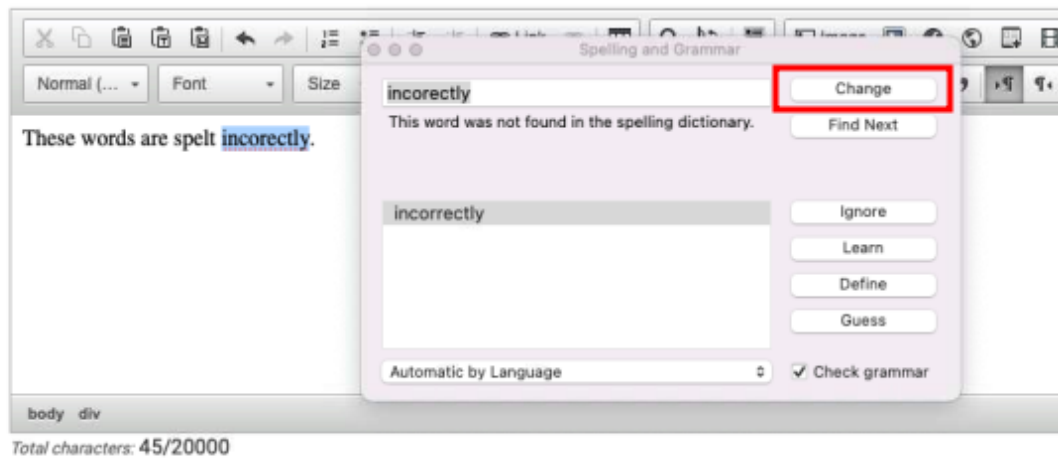 Spelling and Grammar
Normal (... Font Size
incorectly
Change
This word was not found in the spelling dictionary.
Find Next
These words are spelt incorectly.
incorrectly
Ignore
Learn
Define
Guess
Automatic by Language
Check grammar
body div
Total characters: 45/20000